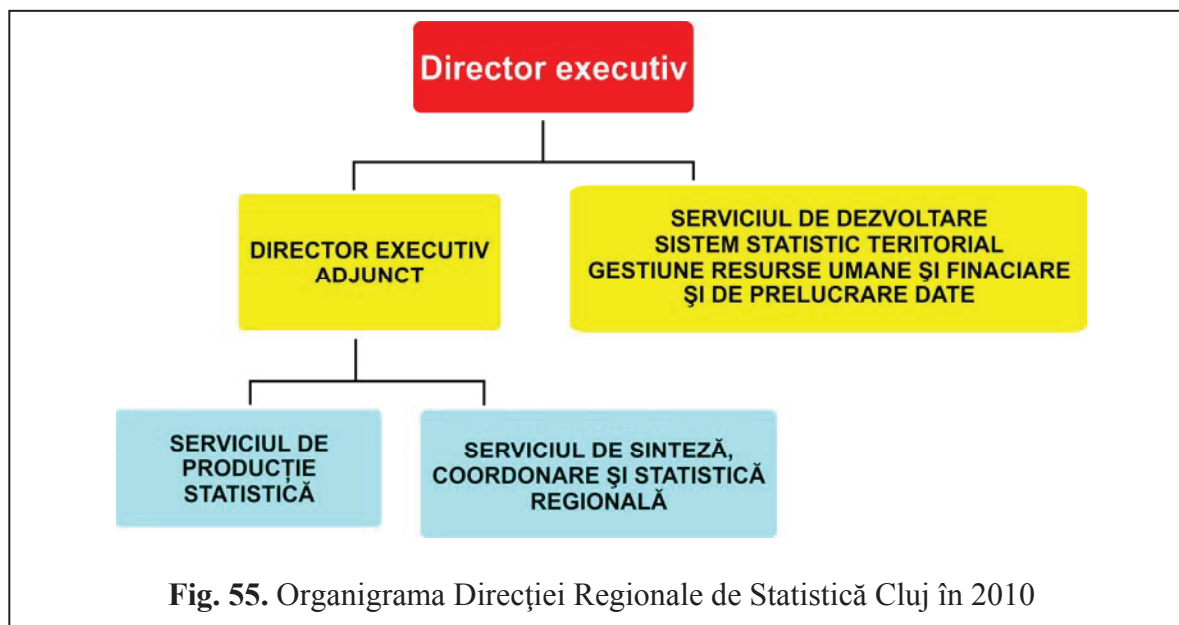 Director executiv
DIRECTOR EXECUTIV
ADJUNCT
SERVICIUL DE DEZVOLTARE
SISTEM STATISTIC TERITORIAL
GESTIUNE RESURSE UMANE ŞI FINACIARE
ŞI DE PRELUCRARE DATE
SERVICIUL DE
PRODUCȚIE
STATISTICĂ
SERVICIUL DE SINTEZĂ,
COORDONARE ŞI STATISTICĂ
REGIONALĂ
Fig. 55. Organigrama Direcţiei Regionale de Statistică Cluj în 2010